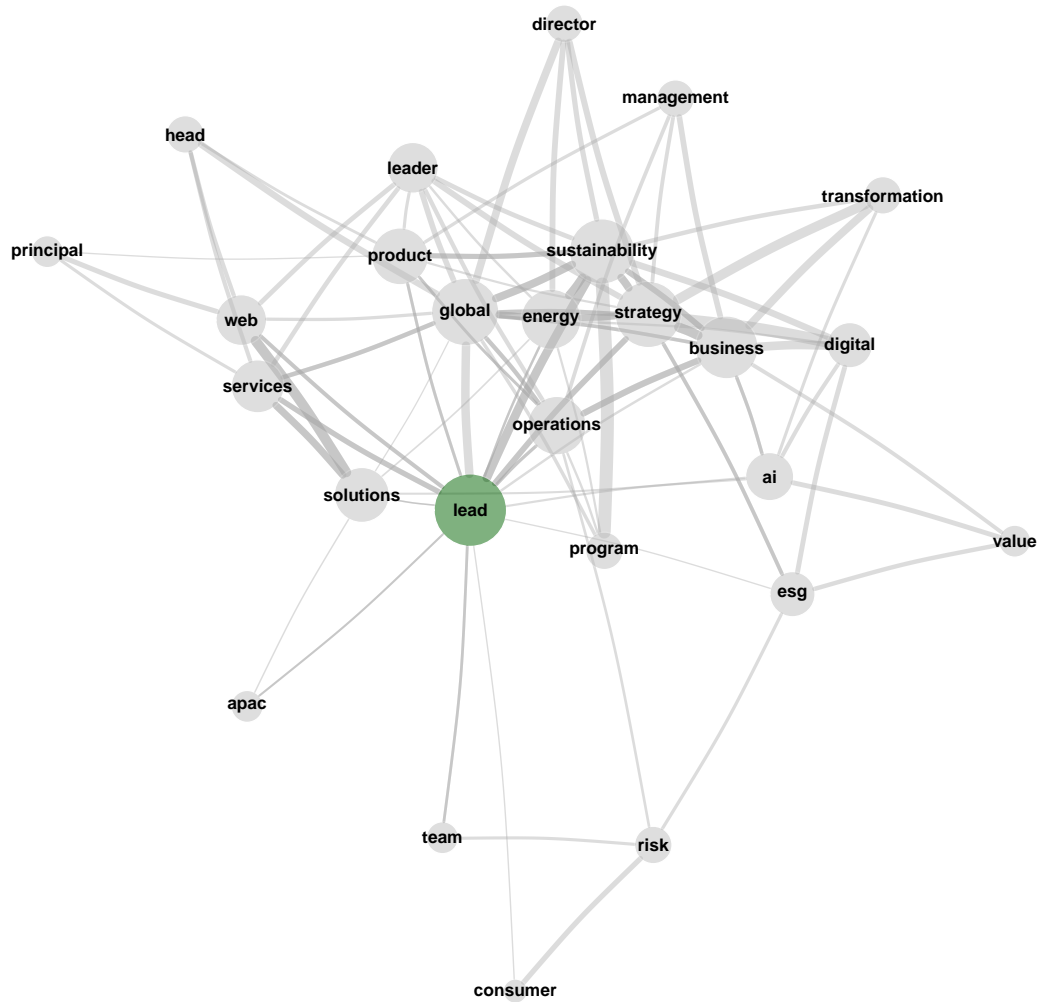 director
management
head
leader
transformation
principal
product
sustainability
global
energy
strategy
web
business
digital
services
operations
ai
solutions
lead
program
value
esg
apac
team
risk
consumer